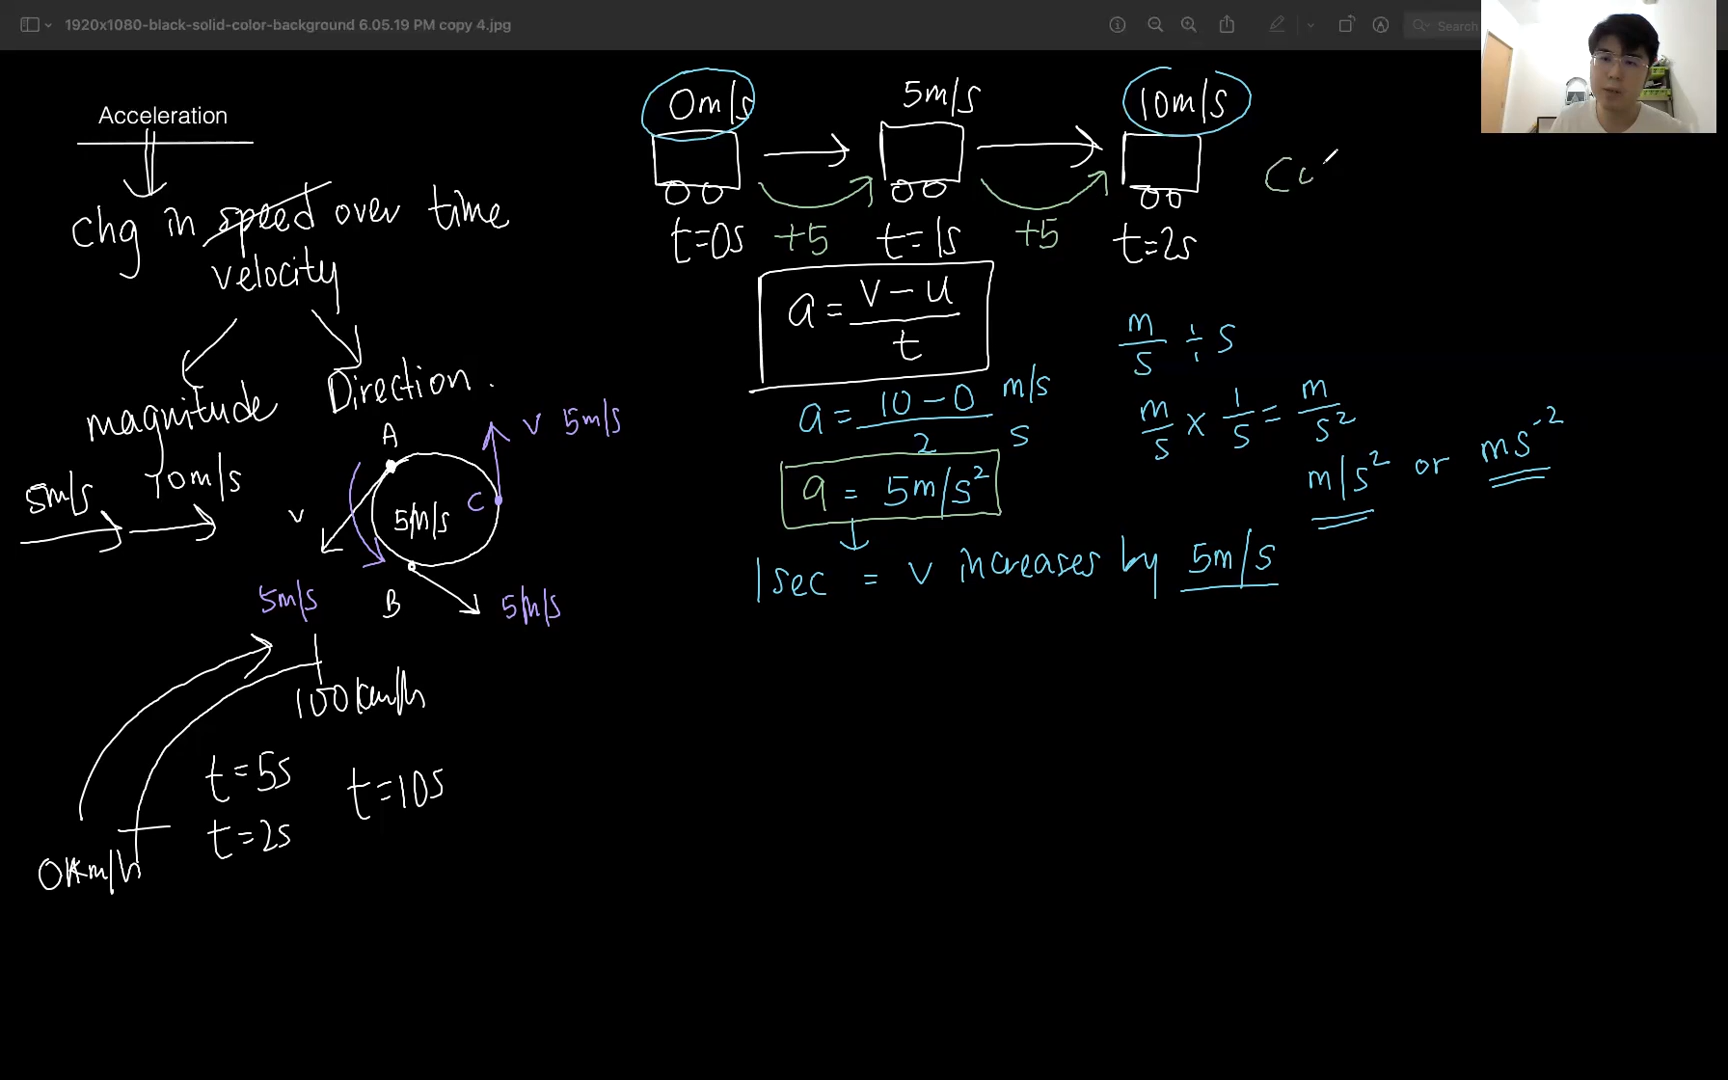 1920x1080-black-solid-color-background 6.05.19 PM copy 4.jpg
Search
Acceleration
chg in speed over time
velocity
magnitude Direction.
5m/s 10m/s
A
v 5m/s
C
5m/s
v
5m/s
B
5m/s
100km/h
t=5s
t=10s
t=2s
0km/h
0m/s 5m/s 10m/s
t=0s +5 t=1s +5 t=2s
a = v - u / t
a = 10 - 0 / 2 m/s / s
a = 5m/s²
1sec = v increases by 5m/s
m/s ÷ s/1
m/s x 1/s = m/s²
m/s² or ms⁻²